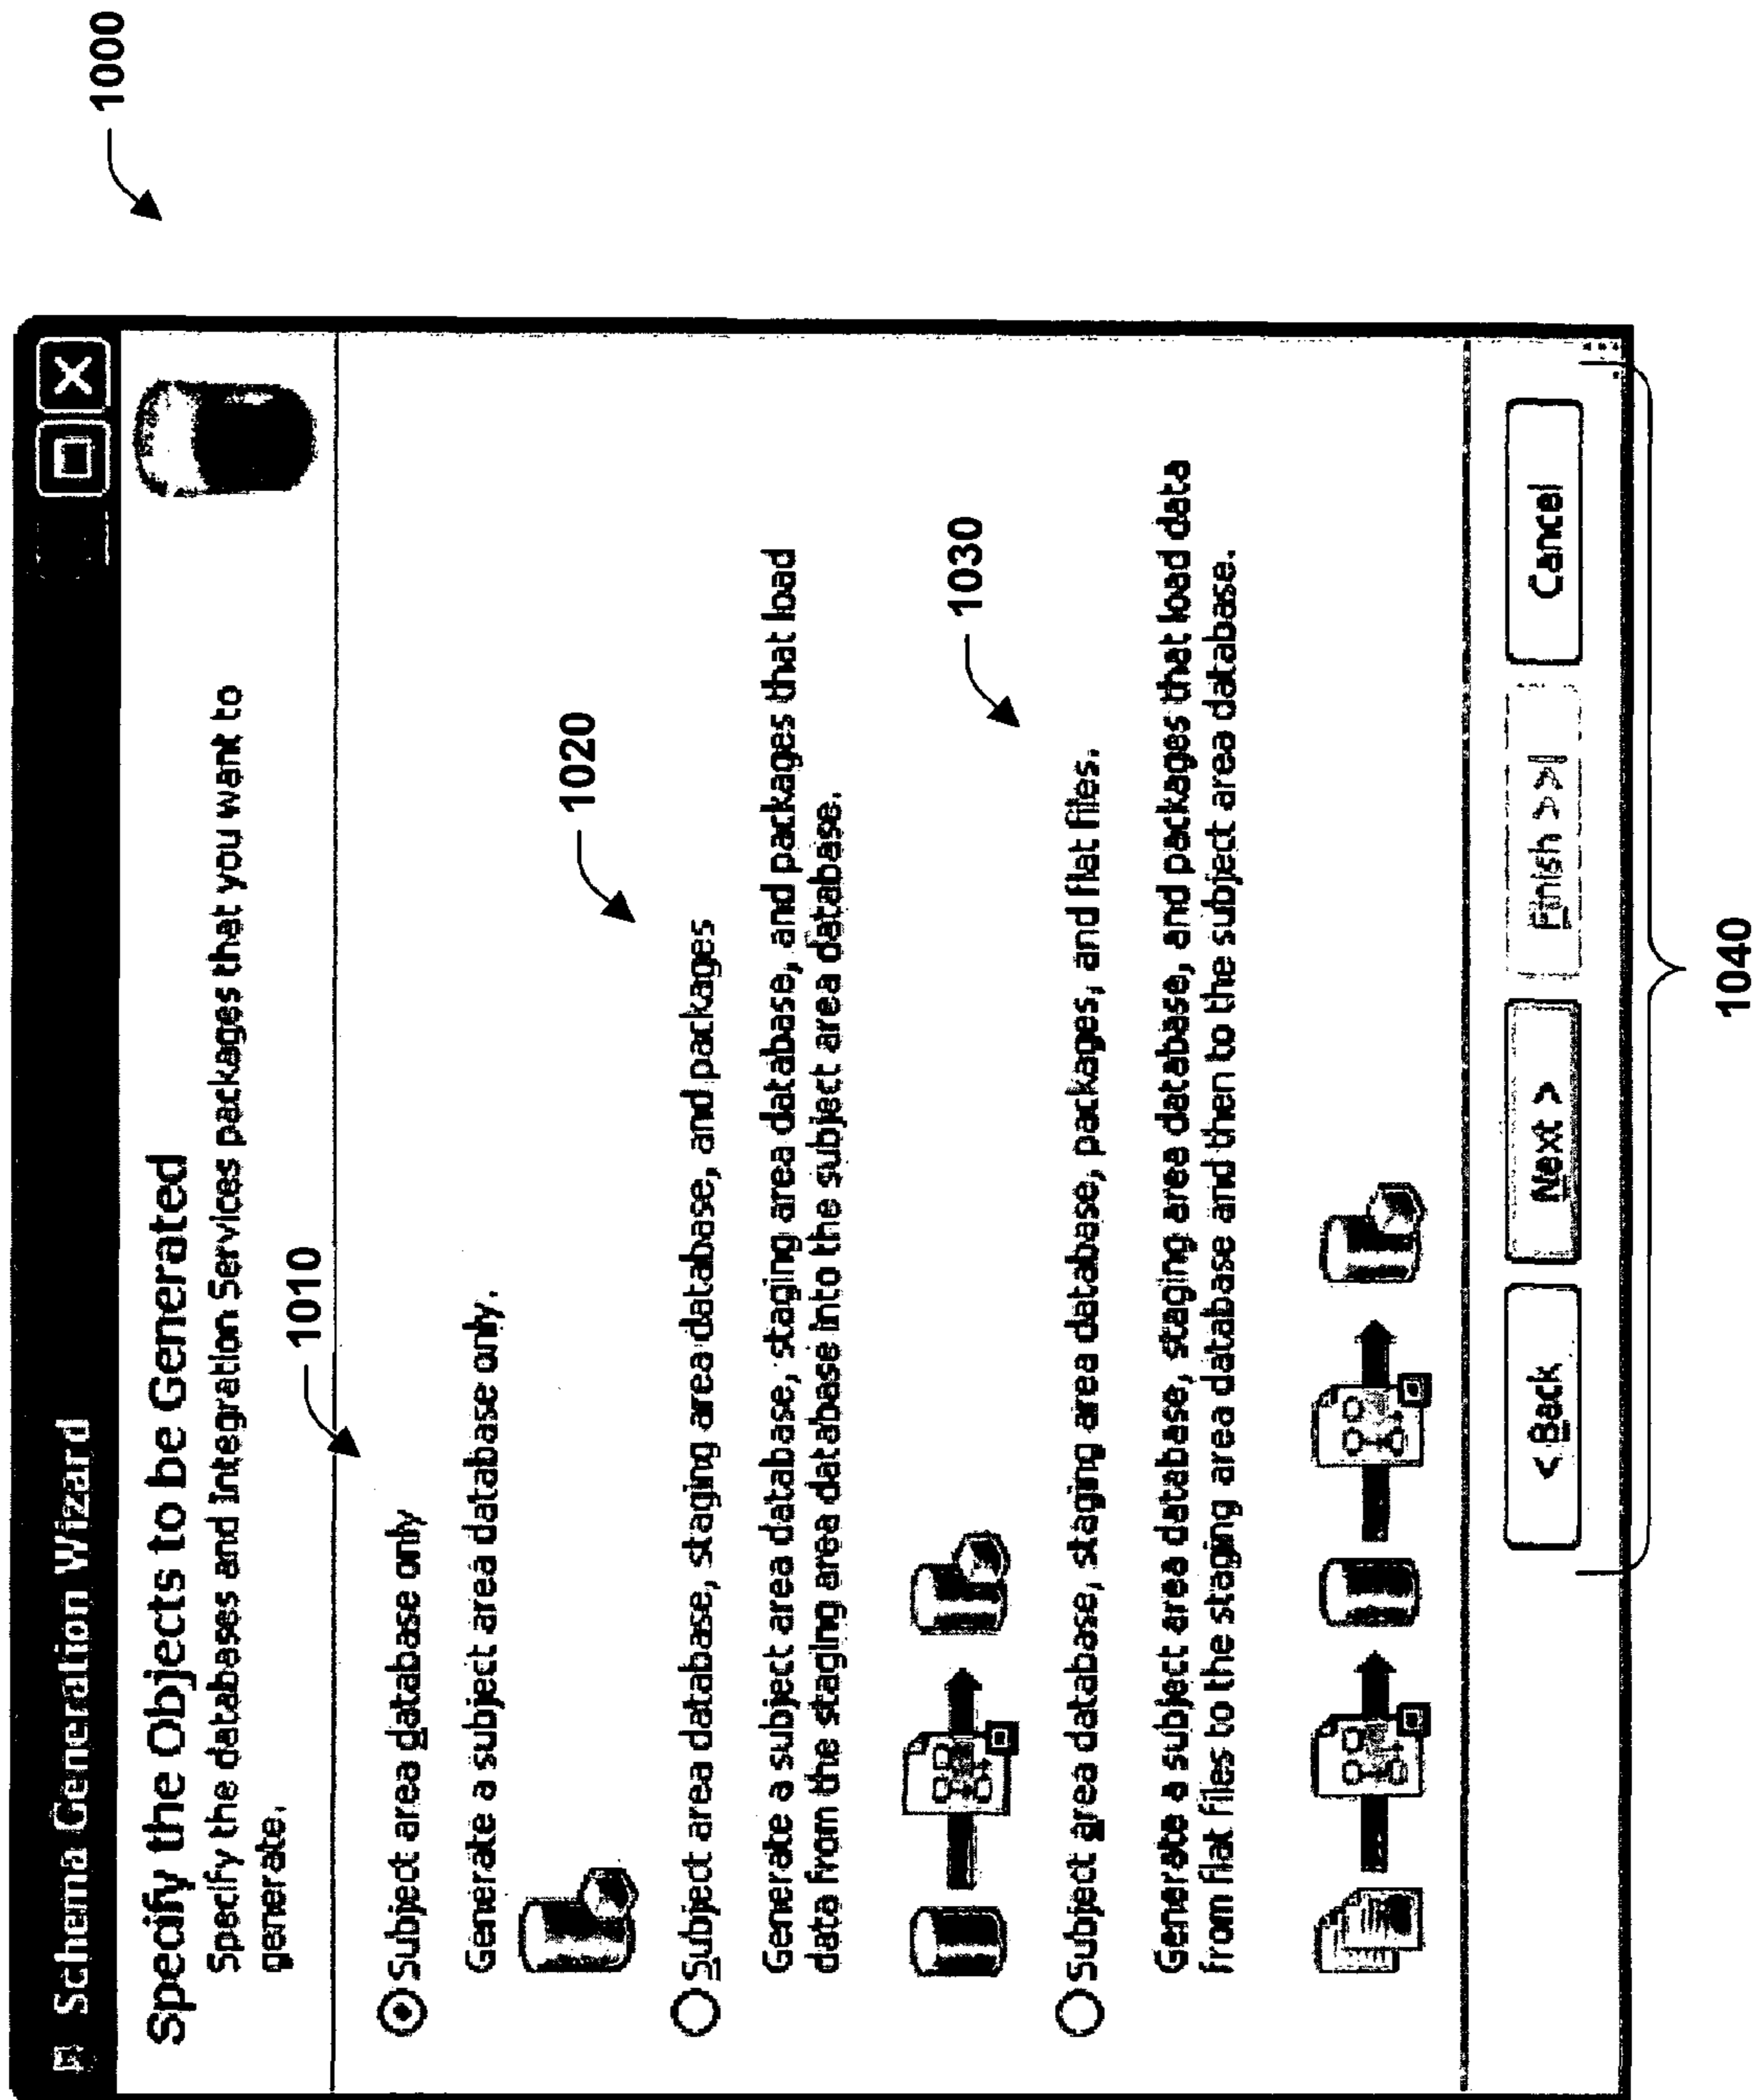 1000
Schema Generation Wizard
Specify the Objects to be Generated
Specify the databases and Integration Services packages that you want to
generate.
1010
Subject area database only
Generate a subject area database only.
1020
Subject area database, staging area database, and packages
Generate a subject area database, staging area database, and packages that load
data from the staging area database into the subject area database.
1030
Subject area database, staging area database, packages, and flat files.
Generate a subject area database, staging area database, and packages that load data
from flat files to the staging area database and then to the subject area database.
< Back Next > Finish >>| Cancel
1040